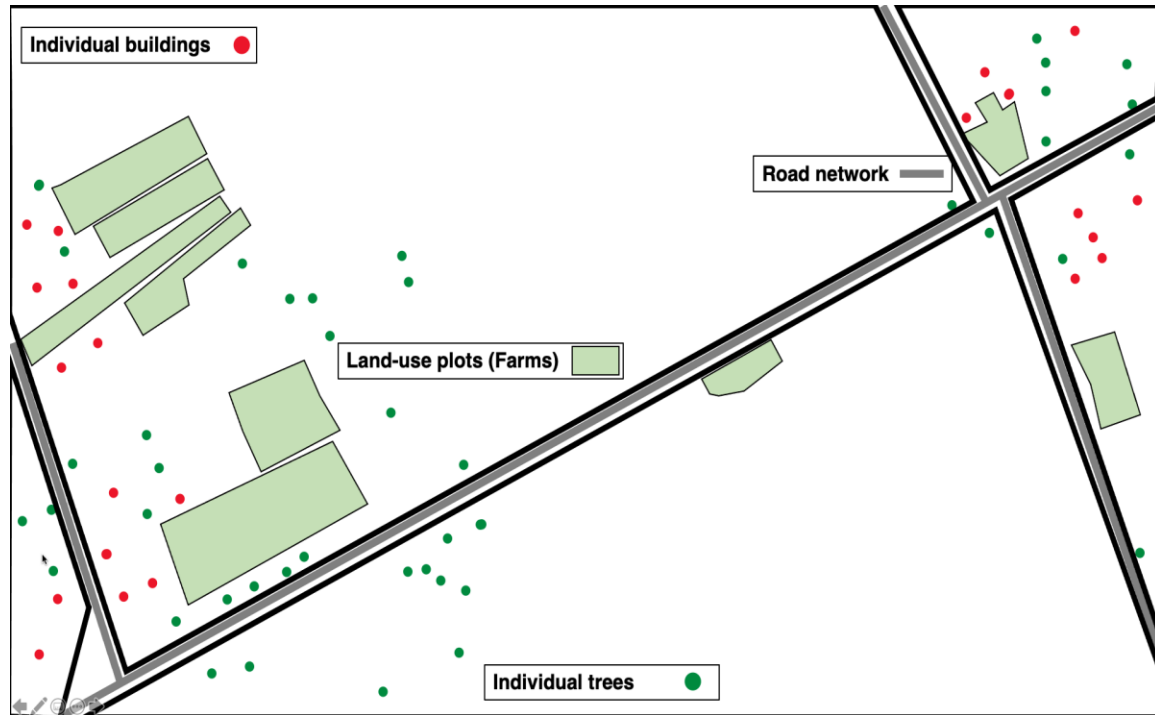 Individual buildings
Road network
Land-use plots (Farms)
Individual trees